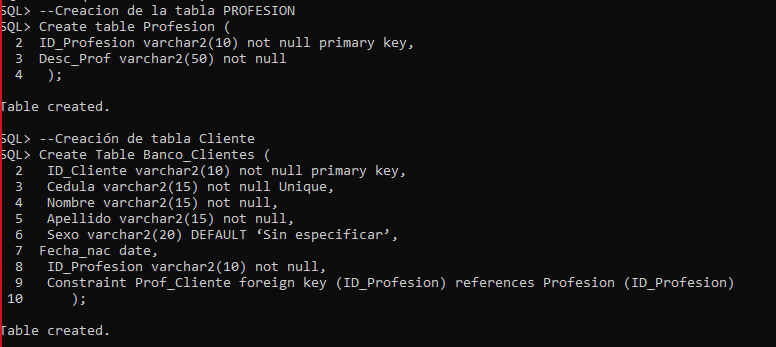 SQL> --Creacion de la tabla PROFESION
SQL> Create table Profesion (
2 ID_Profesion varchar2(10) not null primary key,
3 Desc_Prof varchar2(50) not null
4 );
Table created.
SQL> --Creación de tabla Cliente
SQL> Create Table Banco_Clientes (
2 ID_Cliente varchar2(10) not null primary key,
3 Cedula varchar2(15) not null Unique,
4 Nombre varchar2(15) not null,
5 Apellido varchar2(15) not null,
6 Sexo varchar2(20) DEFAULT ‘Sin especificar’,
7 Fecha_nac date,
8 ID_Profesion varchar2(10) not null,
9 Constraint Prof_Cliente foreign key (ID_Profesion) references Profesion (ID_Profesion)
10 );
Table created.